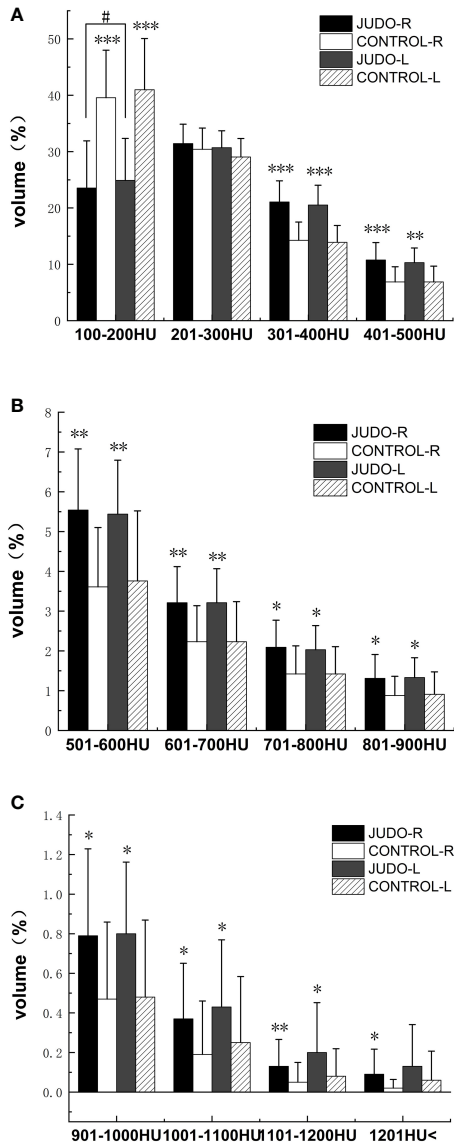 A
#
*** ***
JUDO-R
CONTROL-R
JUDO-L
CONTROL-L
volume (%)
50
40
30
20
10
0
*** ***
*** **
100-200HU 201-300HU 301-400HU 401-500HU
B
JUDO-R
CONTROL-R
JUDO-L
CONTROL-L
volume (%)
8
7
6
5
4
3
2
1
0
** **
** **
* *
* *
501-600HU 601-700HU 701-800HU 801-900HU
C
JUDO-R
CONTROL-R
JUDO-L
CONTROL-L
volume (%)
1.4
1.2
1.0
0.8
0.6
0.4
0.2
0.0
* *
* *
** *
*
901-1000HU 1001-1100HU 1101-1200HU 1201HU<